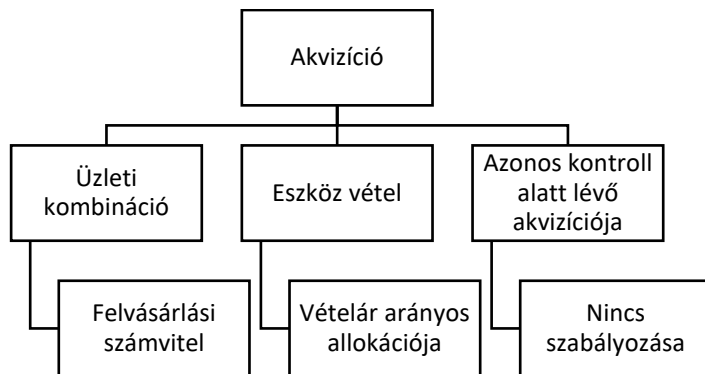 Akvizíció
Üzleti
kombináció
Eszköz vétel
Azonos kontroll
alatt lévő
akvizíciója
Felvásárlási
számvitel
Vételár arányos
allokációja
Nincs
szabályozása